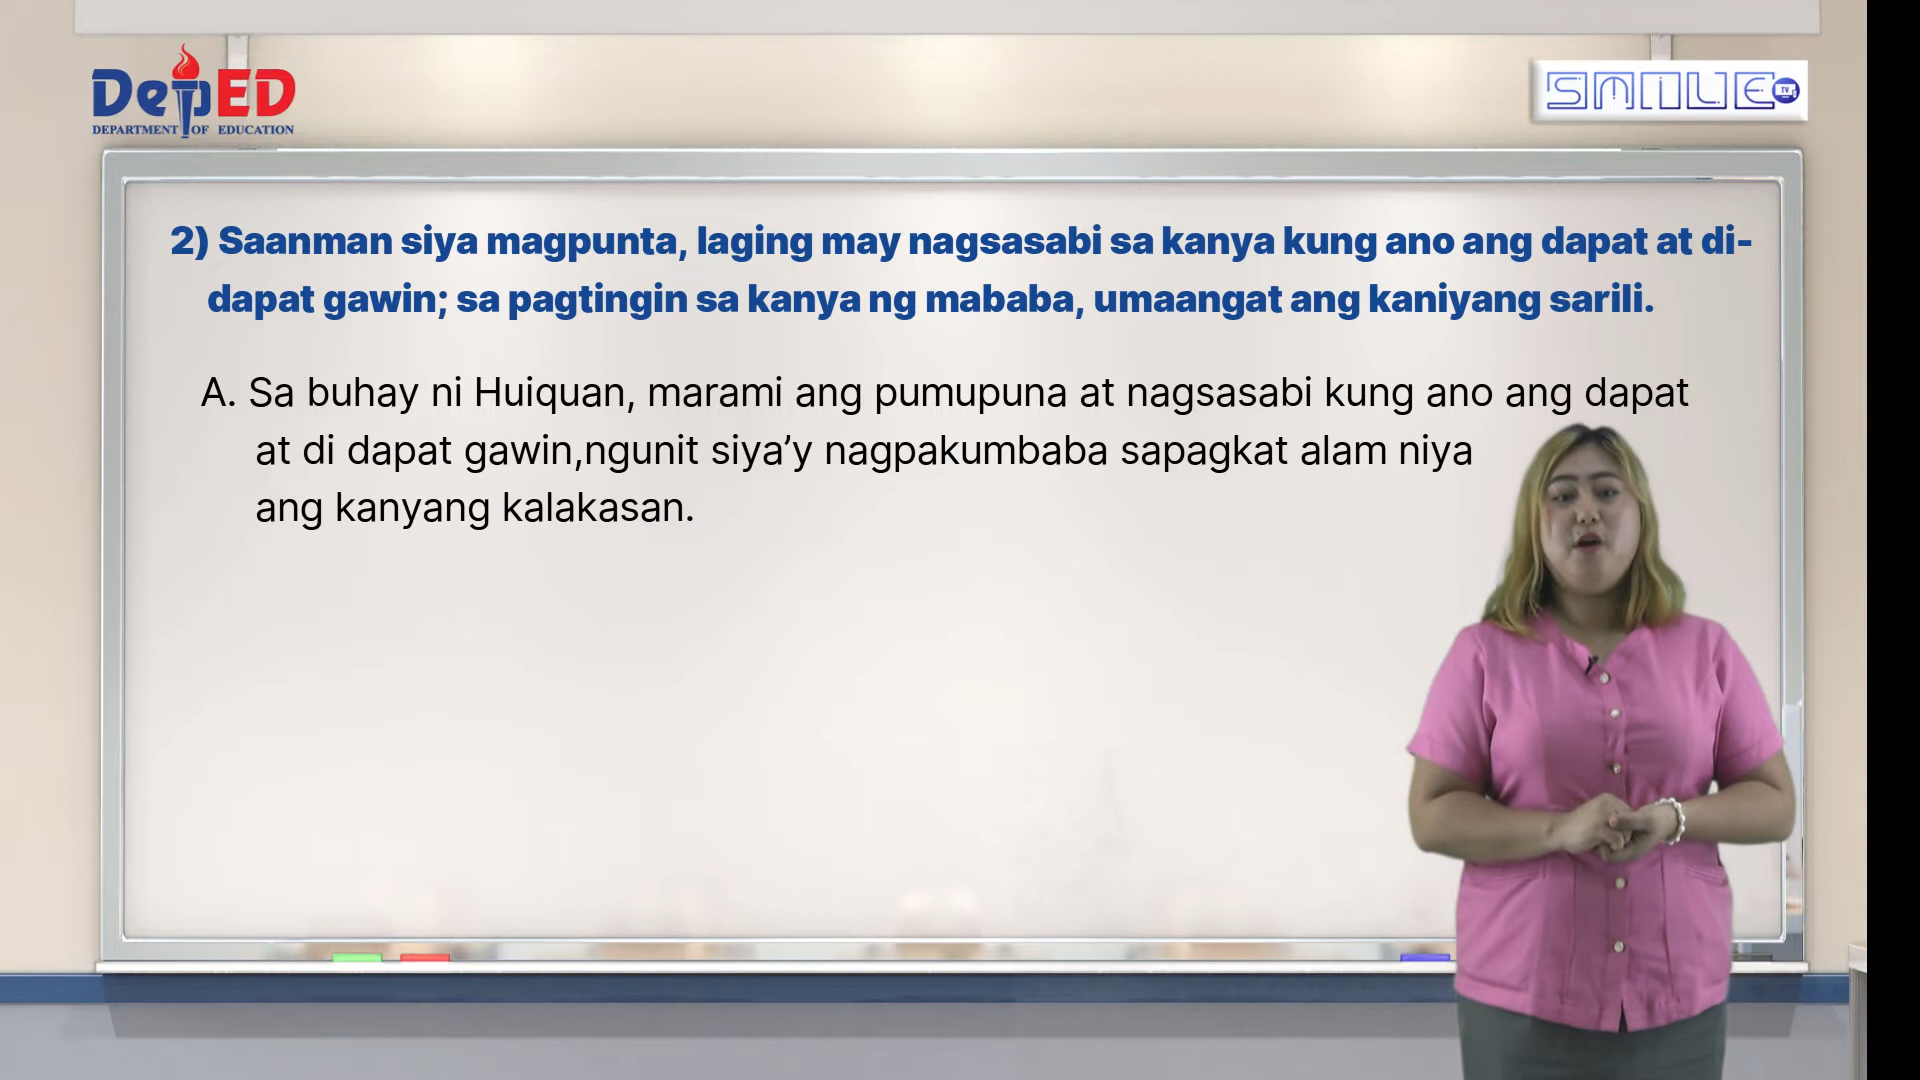 DepED
DEPARTMENT OF EDUCATION
SMILE TV
2) Saanman siya magpunta, laging may nagsasabi sa kanya kung ano ang dapat at di-
dapat gawin; sa pagtingin sa kanya ng mababa, umaangat ang kaniyang sarili.
A. Sa buhay ni Huiquan, marami ang pumupuna at nagsasabi kung ano ang dapat
at di dapat gawin,ngunit siya’y nagpakumbaba sapagkat alam niya
ang kanyang kalakasan.